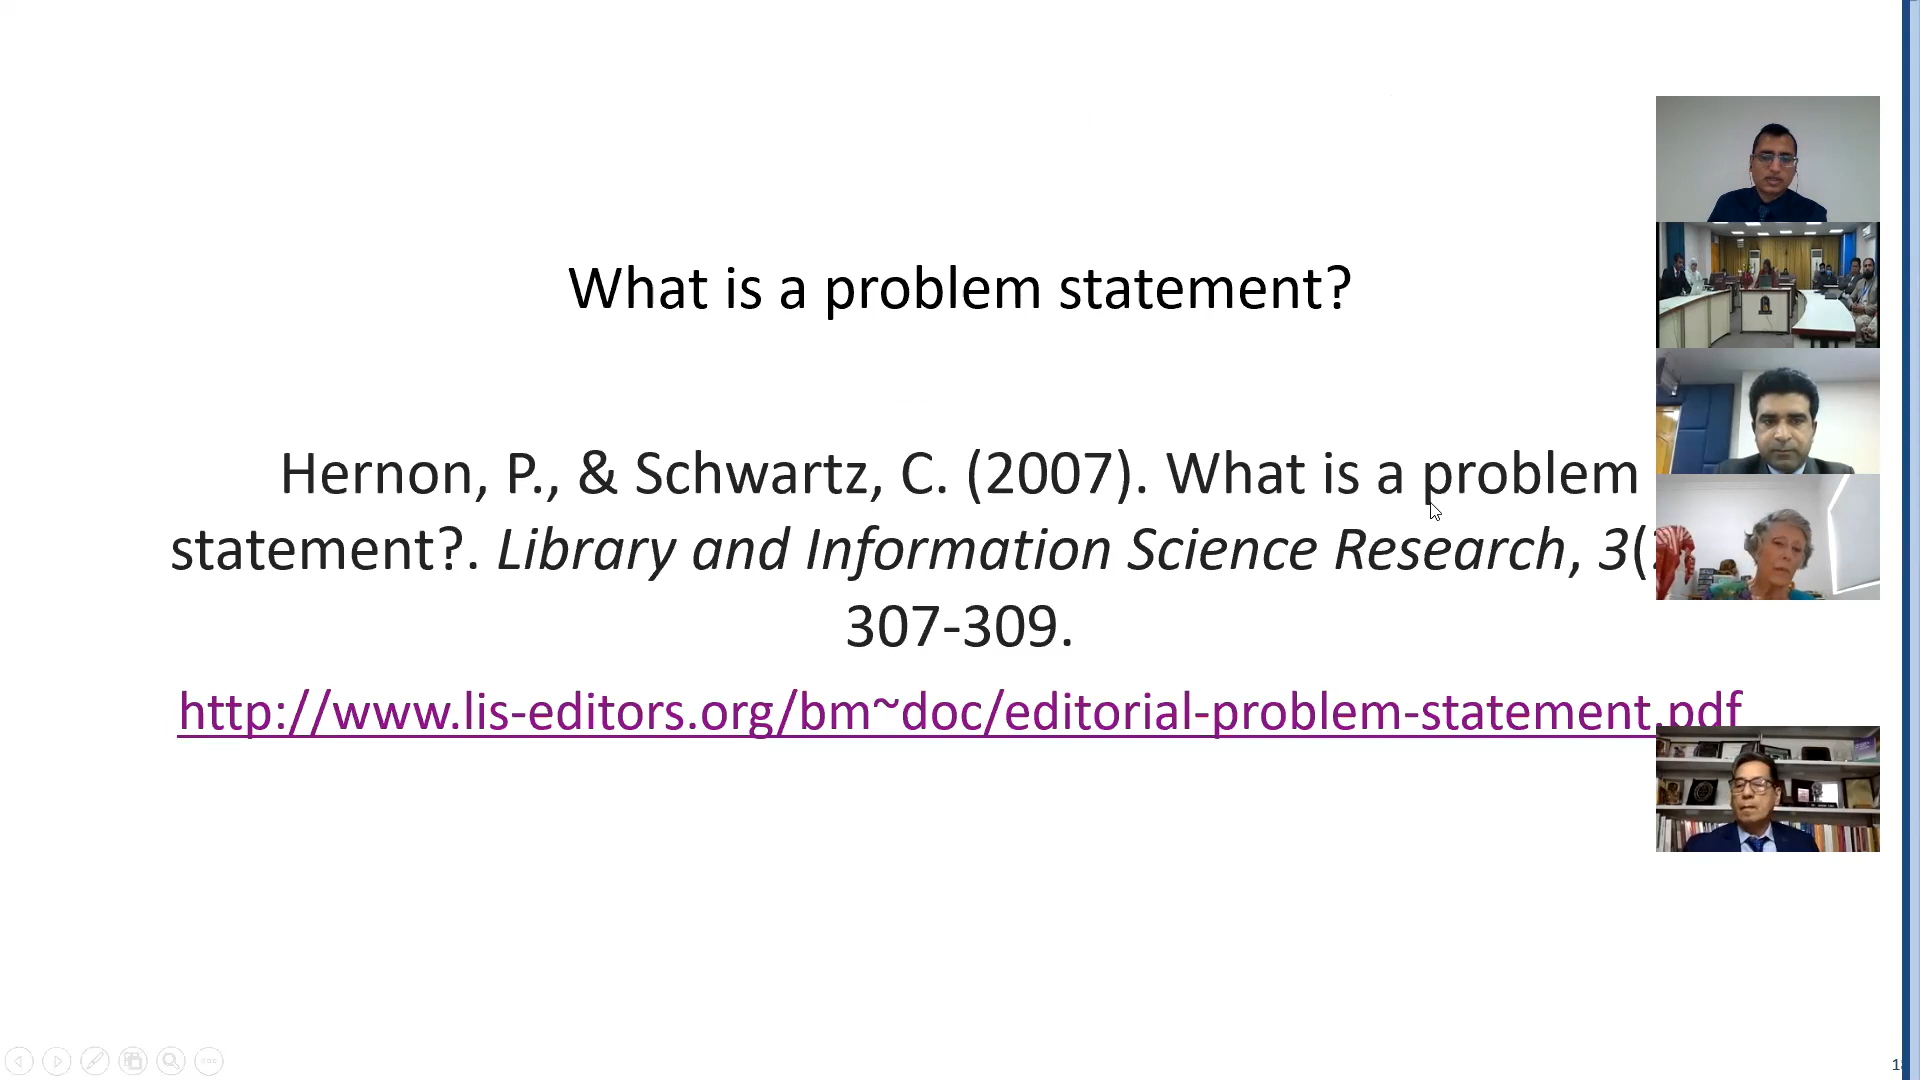 What is a problem statement?
Hernon, P., & Schwartz, C. (2007). What is a problem
statement?. Library and Information Science Research, 3(
307-309.
http://www.lis-editors.org/bm~doc/editorial-problem-statement.pdf